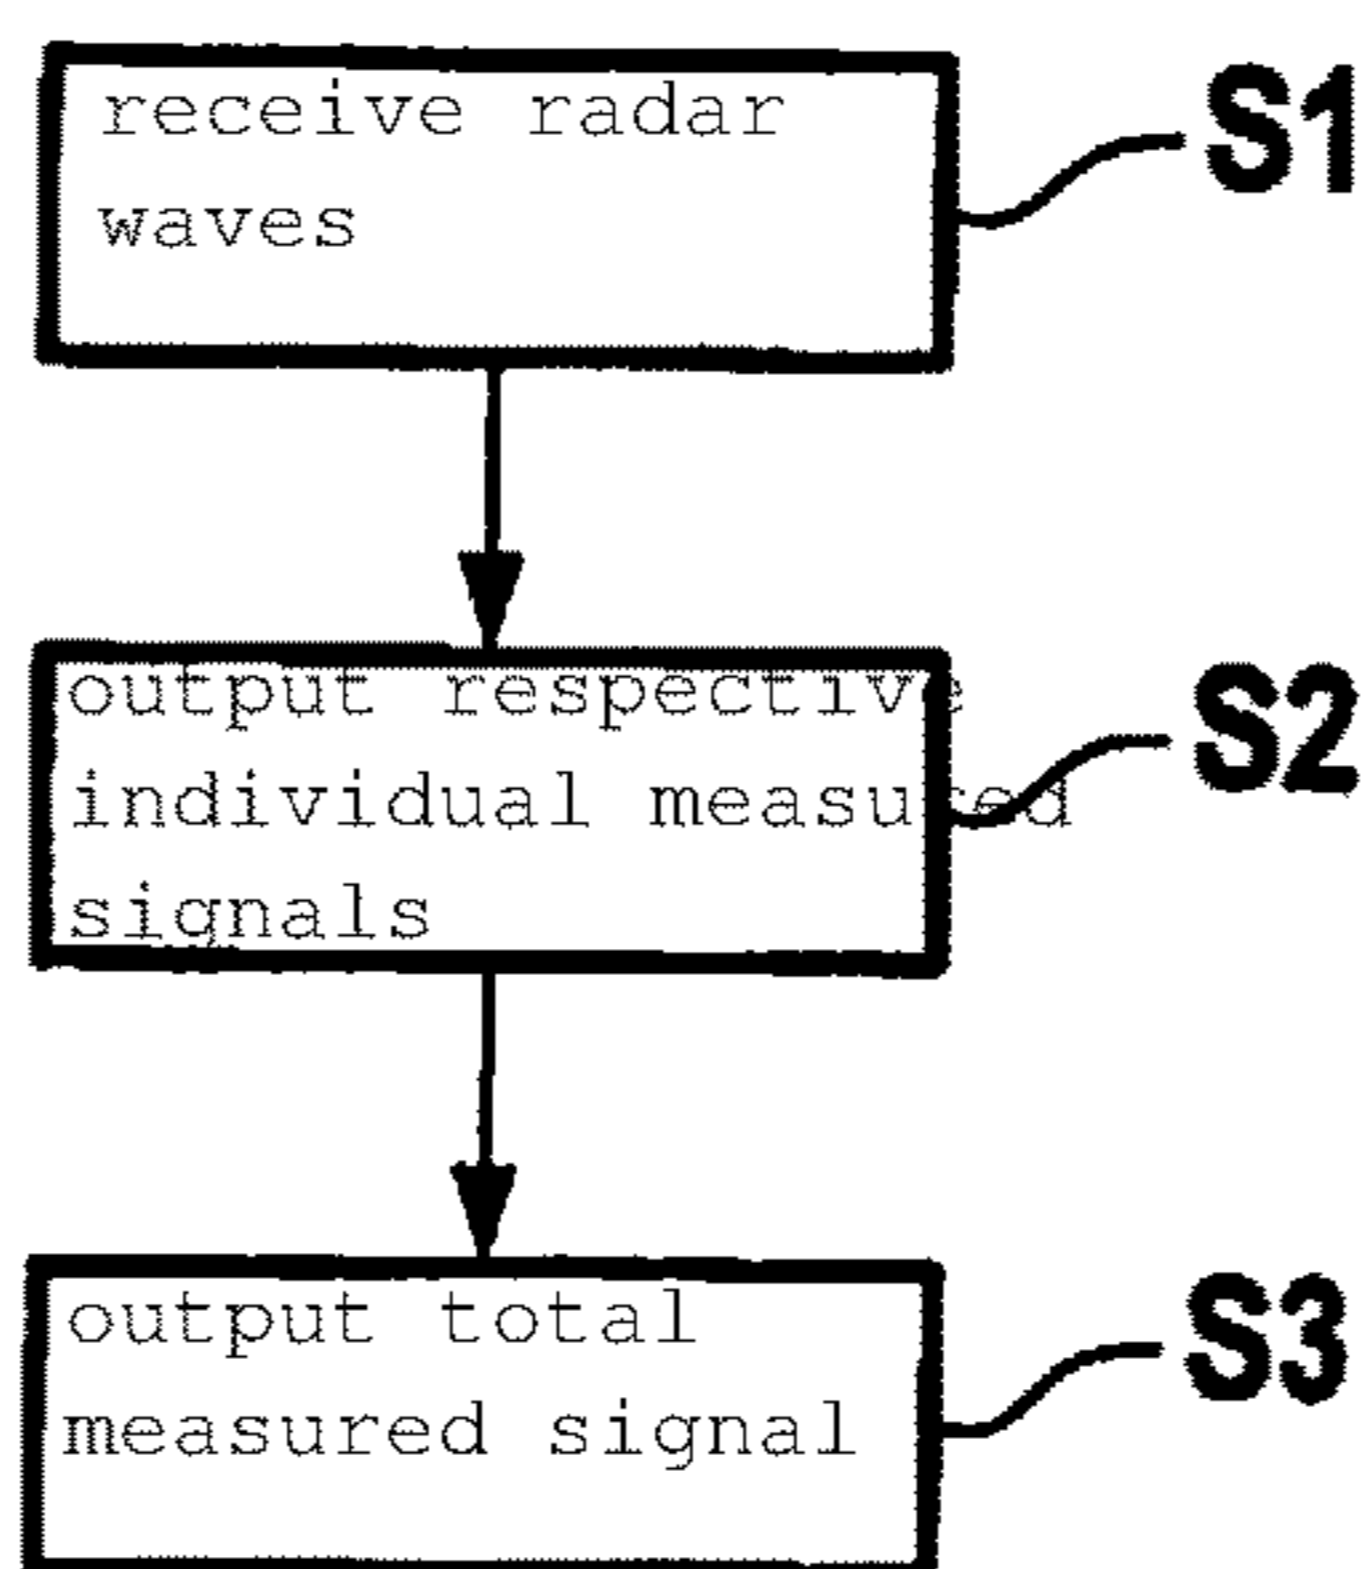 receive radar
waves
S1
output respective
individual measured
signals
S2
output total
measured signal
S3